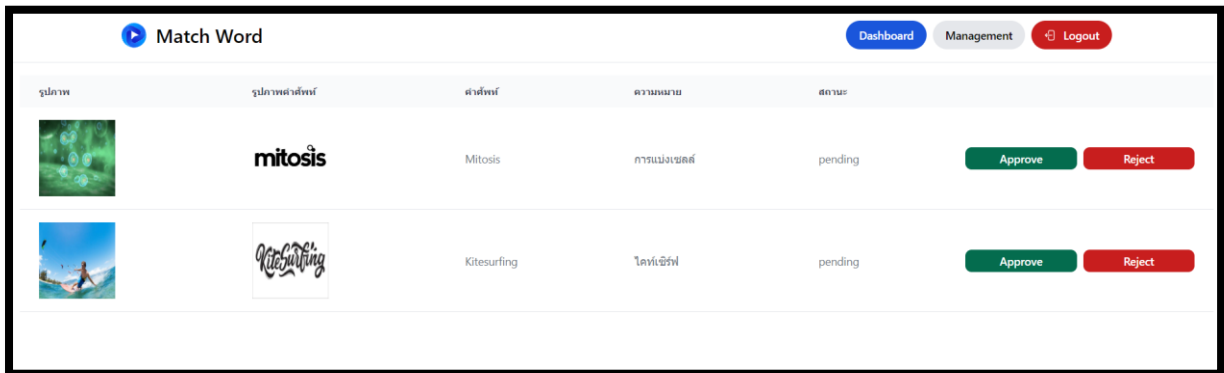 Match Word
Dashboard Management Logout
รูปภาพ รูปภาพคำศัพท์ คำศัพท์ ความหมาย สถานะ
mitosis Mitosis การแบ่งเซลล์ pending Approve Reject
KiteSurfing Kitesurfing ไคท์เซิร์ฟ pending Approve Reject